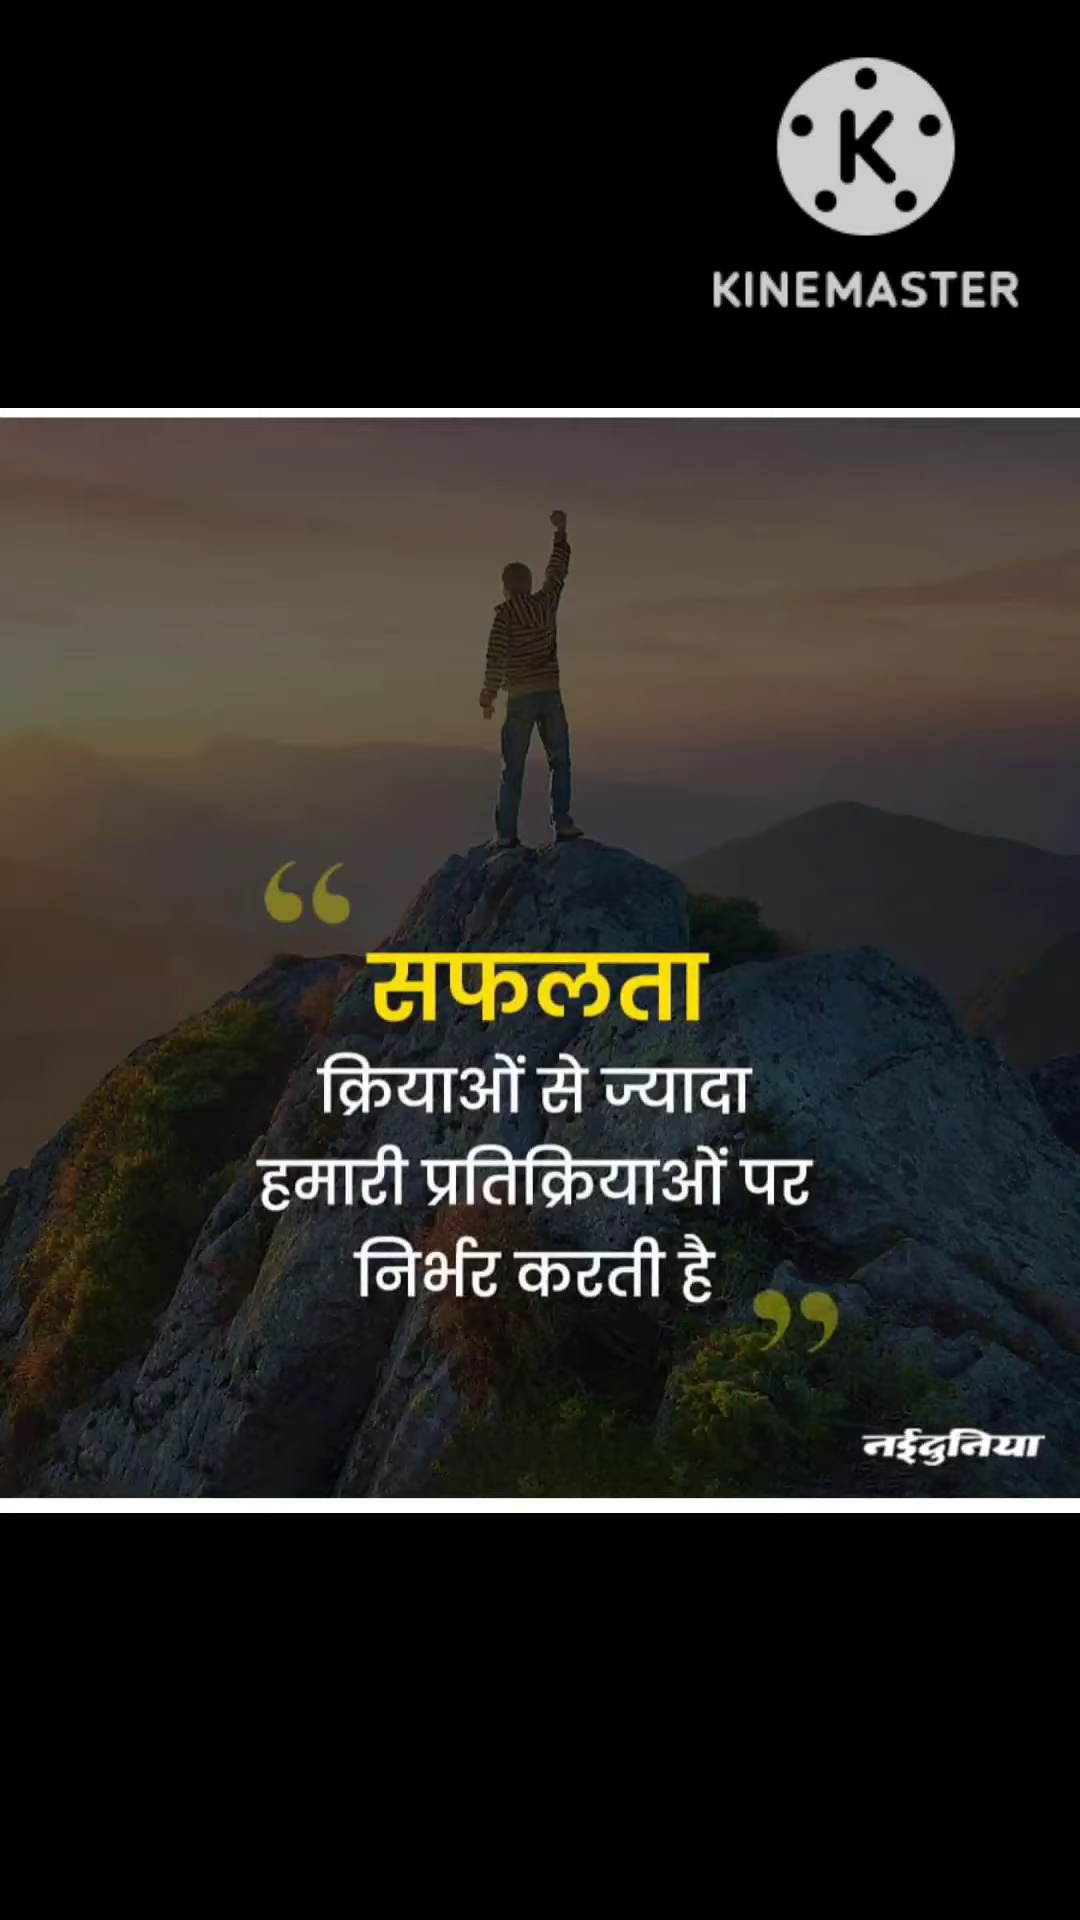 K
KINEMASTER
“
सफलता
क्रियाओं से ज्यादा
हमारी प्रतिक्रियाओं पर
निर्भर करती है
”
नईदुनिया